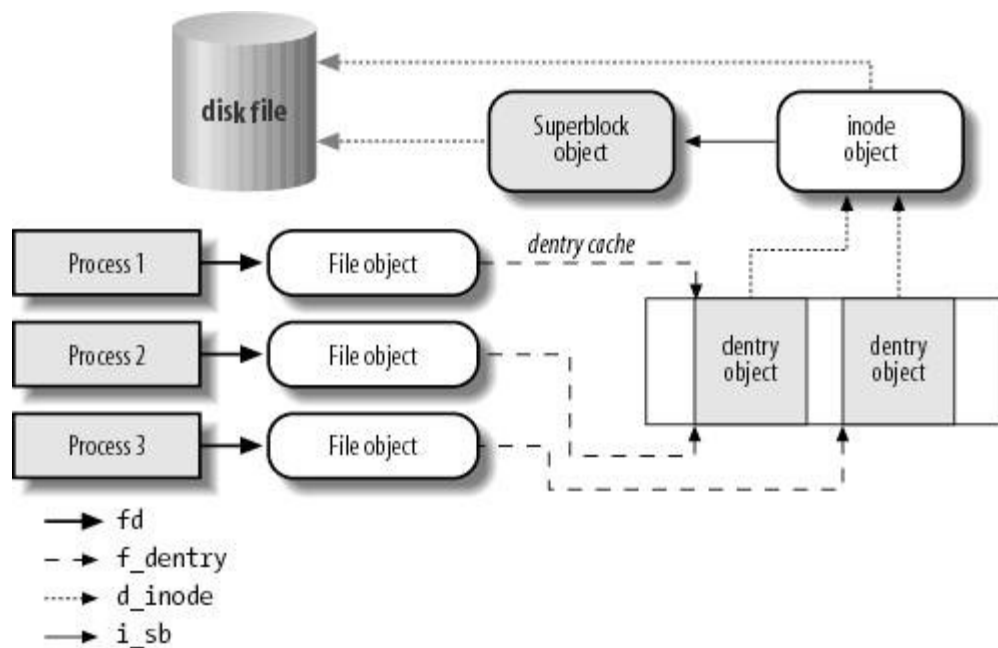 disk file
Superblock
object
inode
object
Process 1
File object
dentry cache
Process 2
File object
dentry
object
dentry
object
Process 3
File object
fd
f_dentry
d_inode
i_sb